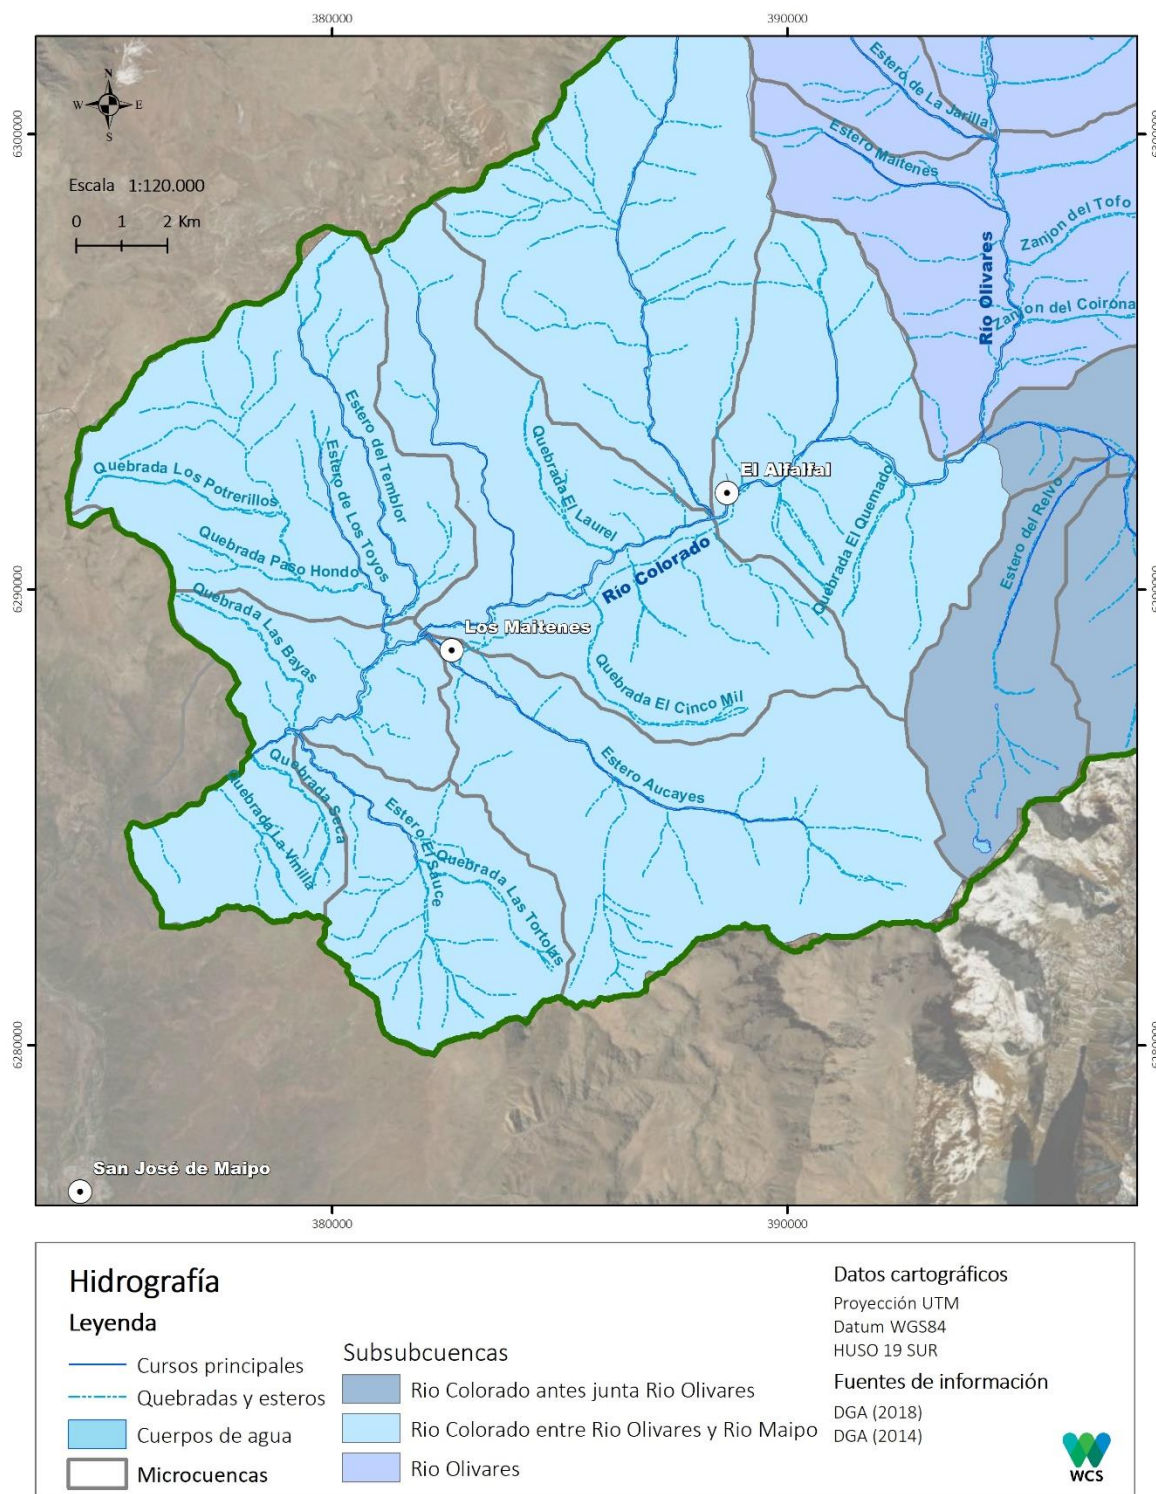 380000
390000
Estero de La Jarilla
N
W
E
S
6300000
6300000
Estero Maitenes
Escala 1:120.000
0 1 2 Km
Zanjon del Tofo
Río Olivares
Zanjon del Coirona
Estero del Temblor
Estero de Los Toyos
Quebrada Los Potrerillos
Quebrada El Laurel
El Alfalfal
Quebrada El Quemado
Estero del Relvo
Quebrada Paso Hondo
Río Colorado
6290000
6290000
Quebrada Las Bayas
Los Maitenes
Quebrada El Cinco Mil
Estero Aucayes
Quebrada Seca
Quebrada La Vinilla
Estero El Sauce
Quebrada Las Tortolas
6280000
6280000
San José de Maipo
380000
390000
Hidrografía
Leyenda
Cursos principales
Quebradas y esteros
Cuerpos de agua
Microcuencas
Subsubcuencas
Rio Colorado antes junta Rio Olivares
Rio Colorado entre Rio Olivares y Rio Maipo
Rio Olivares
Datos cartográficos
Proyección UTM
Datum WGS84
HUSO 19 SUR
Fuentes de información
DGA (2018)
DGA (2014)
WCS